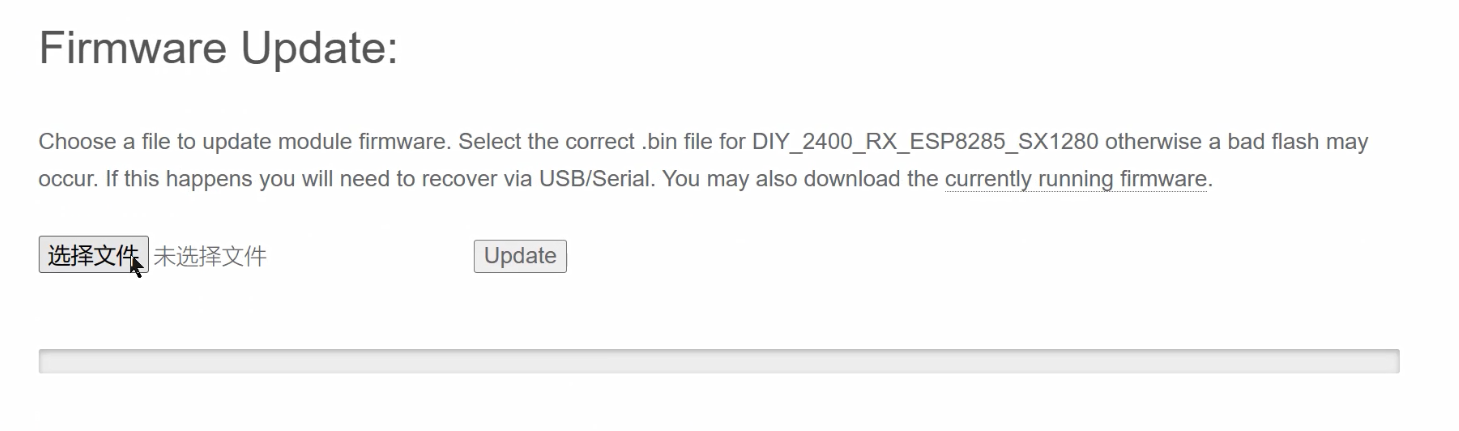 Firmware Update:
Choose a file to update module firmware. Select the correct .bin file for DIY_2400_RX_ESP8285_SX1280 otherwise a bad flash may
occur. If this happens you will need to recover via USB/Serial. You may also download the currently running firmware.
选择文件 未选择文件 Update